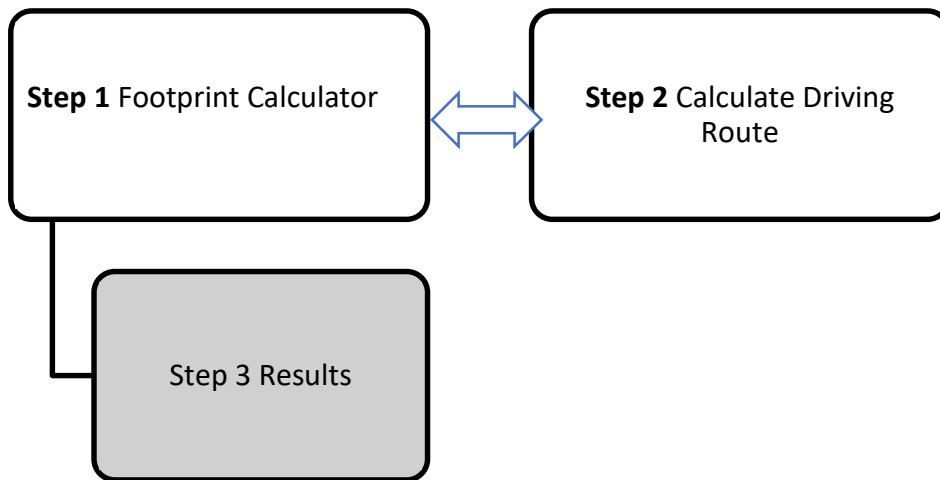 Step 1 Footprint Calculator
Step 2 Calculate Driving
Route
Step 3 Results